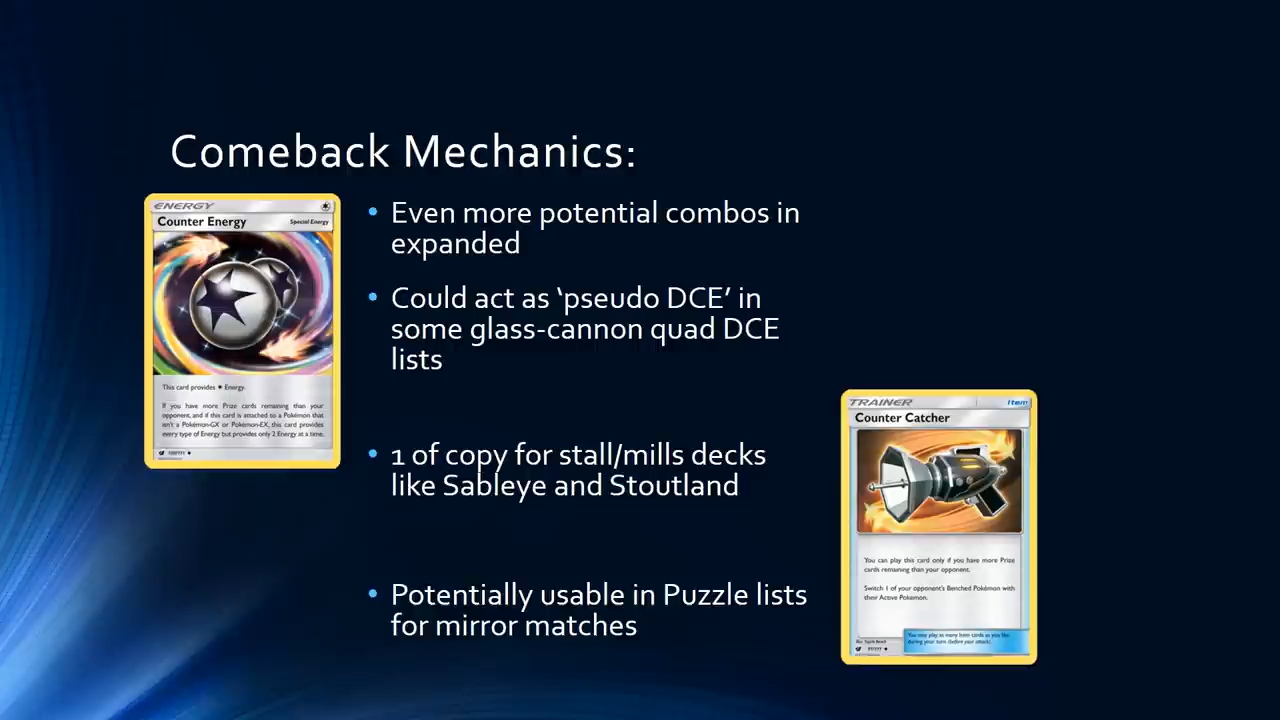 Comeback Mechanics:
ENERGY
Counter Energy
Special Energy
This card provides
Energy.
If you have more Prize cards remaining than your
opponent, and if this card is attached to a Pokémon that
isn't a Pokémon-GX or Pokémon-EX, this card provides
every type of Energy but provides only 2 Energy at a time.
• Even more potential combos in
expanded
• Could act as ‘pseudo DCE’ in
some glass-cannon quad DCE
lists
• 1 of copy for stall/mills decks
like Sableye and Stoutland
• Potentially usable in Puzzle lists
for mirror matches
TRAINER
Item
Counter Catcher
You can play this card only if you have more Prize
cards remaining than your opponent.
Switch 1 of your opponent's Benched Pokémon with
their Active Pokémon.
You may play as many Item cards as you like
during your turn (before your attack).